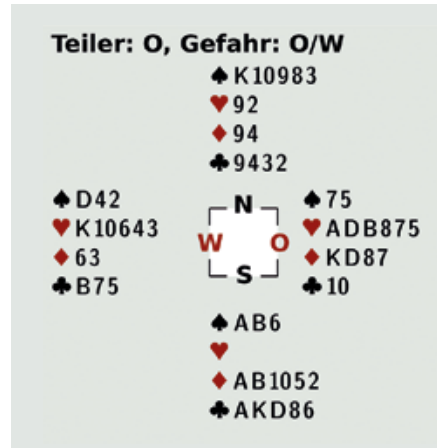 Teiler: O, Gefahr: O/W
♠ K10983
♥ 92
♦ 94
♣ 9432
♠ D42
♥ K10643
♦ 63
♣ B75
N
W O
S
♠ 75
♥ ADB875
♦ KD87
♣ 10
♠ AB6
♥
♦ AB1052
♣ AKD86